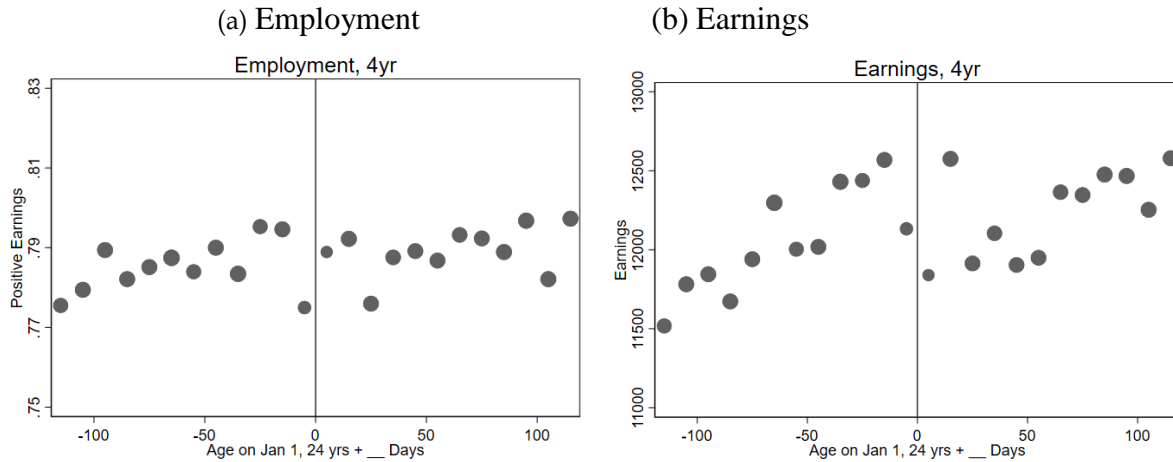 (a) Employment
Employment, 4yr
Positive Earnings
.83
.81
.79
.77
.75
-100 -50 0 50 100
Age on Jan 1, 24 yrs + __ Days
(b) Earnings
Earnings, 4yr
Earnings
13000
12500
12000
11500
11000
-100 -50 0 50 100
Age on Jan 1, 24 yrs + __ Days